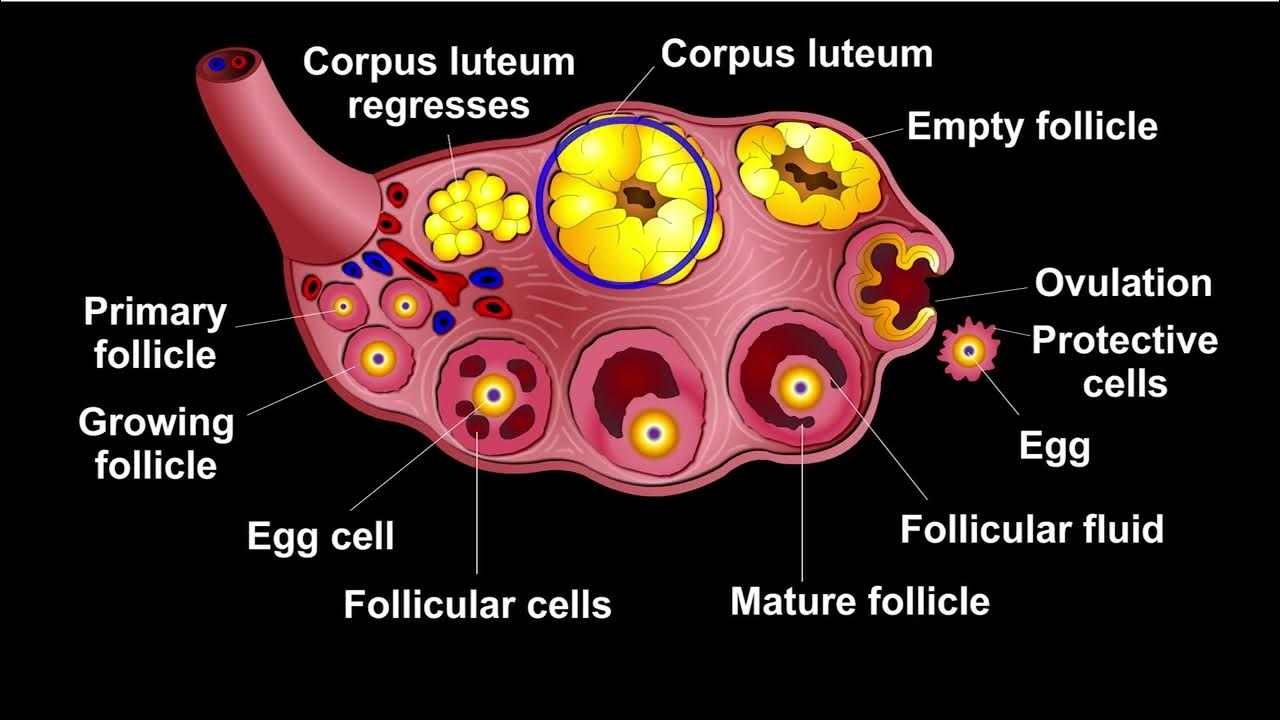 Corpus luteum
regresses
Corpus luteum
Empty follicle
Ovulation
Protective
cells
Egg
Follicular fluid
Mature follicle
Follicular cells
Egg cell
Growing
follicle
Primary
follicle